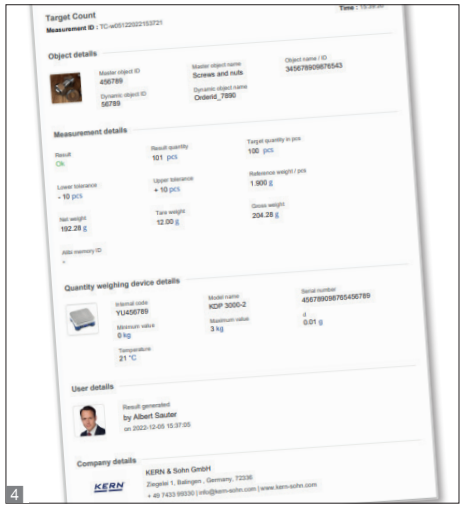 Target Count
Time : 15:39:30
Measurement ID : TC-w05122022153721
Object details
Master object ID
456789
Master object name
Screws and nuts
Object name / ID
345678909876543
Dynamic object ID
56789
Dynamic object name
OrderId_7890
Measurement details
Result
Ok
Result quantity
101 pcs
Target quantity in pcs
100 pcs
Lower tolerance
- 10 pcs
Upper tolerance
+ 10 pcs
Reference weight / pcs
1.900 g
Net weight
192.28 g
Tare weight
12.00 g
Gross weight
204.28 g
Alibi memory ID
-
Quantity weighing device details
Internal code
YU456789
Model name
KDP 3000-2
Serial number
456789098765456789
Minimum value
0 kg
Maximum value
3 kg
d
0.01 g
Temperature
21 °C
User details
Result generated
by Albert Sauter
on 2022-12-05 15:37:05
Company details
KERN
KERN & Sohn GmbH
Ziegelei 1, Balingen , Germany, 72336
+ 49 7433 99330 | info@kern-sohn.com | www.kern-sohn.com
4